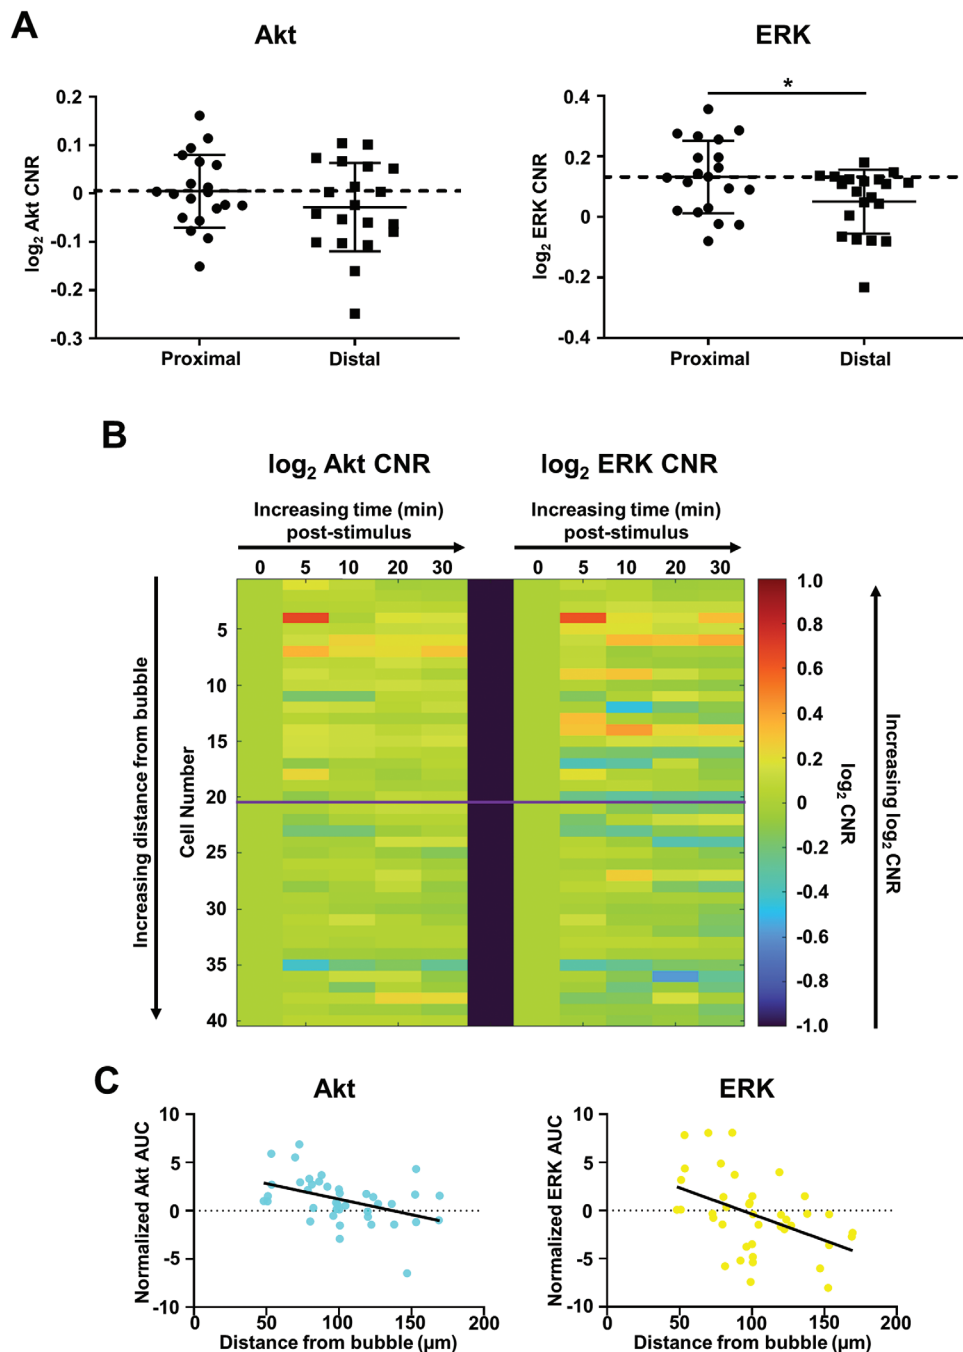 A
Akt
ERK
*
log₂ Akt CNR
0.2
0.1
0
-0.1
-0.2
-0.3
Proximal
Distal
log₂ ERK CNR
0.4
0.2
0
-0.2
-0.4
Proximal
Distal
B
log₂ Akt CNR
log₂ ERK CNR
Increasing time (min)
post-stimulus
Increasing time (min)
post-stimulus
0 5 10 20 30
0 5 10 20 30
Increasing distance from bubble
Cell Number
5
10
15
20
25
30
35
40
1.0
0.8
0.6
0.4
0.2
0
-0.2
-0.4
-0.6
-0.8
-1.0
log₂ CNR
Increasing log₂ CNR
C
Akt
Normalized Akt AUC
10
5
0
-5
-10
0 50 100 150 200
Distance from bubble (μm)
ERK
Normalized ERK AUC
10
5
0
-5
-10
0 50 100 150 200
Distance from bubble (μm)